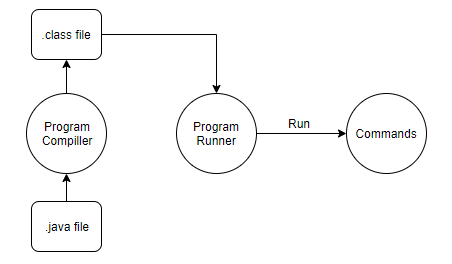 .class file
Program
Compiller
.java file
Program
Runner
Run
Commands